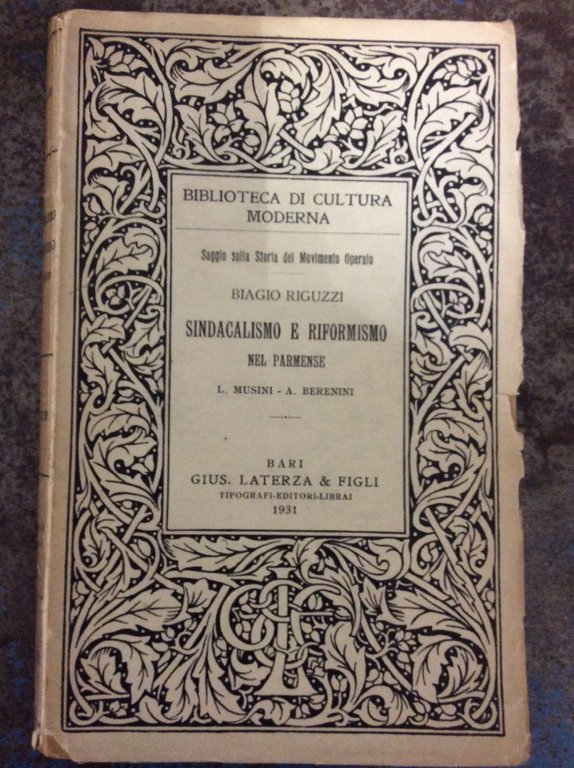 BIBLIOTECA DI CULTURA
MODERNA
Saggio sulla Storia del Movimento Operaio
BIAGIO RIGUZZI
SINDACALISMO E RIFORMISMO
NEL PARMENSE
L. MUSINI - A. BERENINI
BARI
GIUS. LATERZA & FIGLI
TIPOGRAFI-EDITORI-LIBRAI
1931